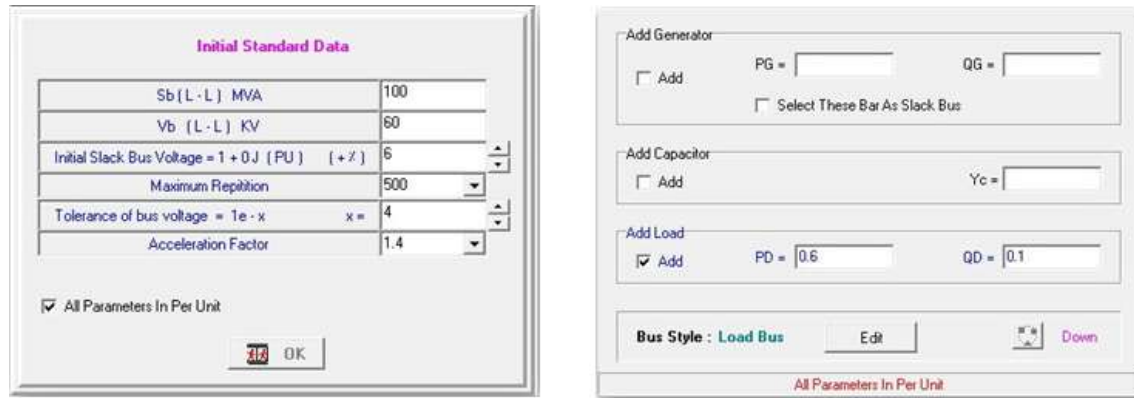 Initial Standard Data
Sb ( L - L ) MVA 100
Vb ( L - L ) KV 60
Initial Slack Bus Voltage = 1 + 0J ( PU ) ( + % ) 6
Maximum Repitition 500
Tolerance of bus voltage = 1e - x x = 4
Acceleration Factor 1.4
All Parameters In Per Unit
OK
Add Generator
Add PG = QG =
Select These Bar As Slack Bus
Add Capacitor
Add Yc =
Add Load
Add PD = 0.6 QD = 0.1
Bus Style : Load Bus Edit Down
All Parameters In Per Unit